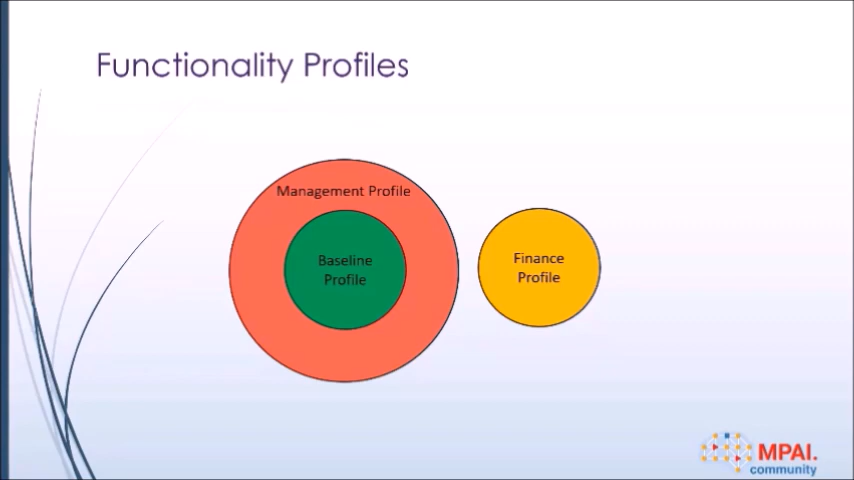 Functionality Profiles
Management Profile
Baseline
Profile
Finance
Profile
MPAI.
community